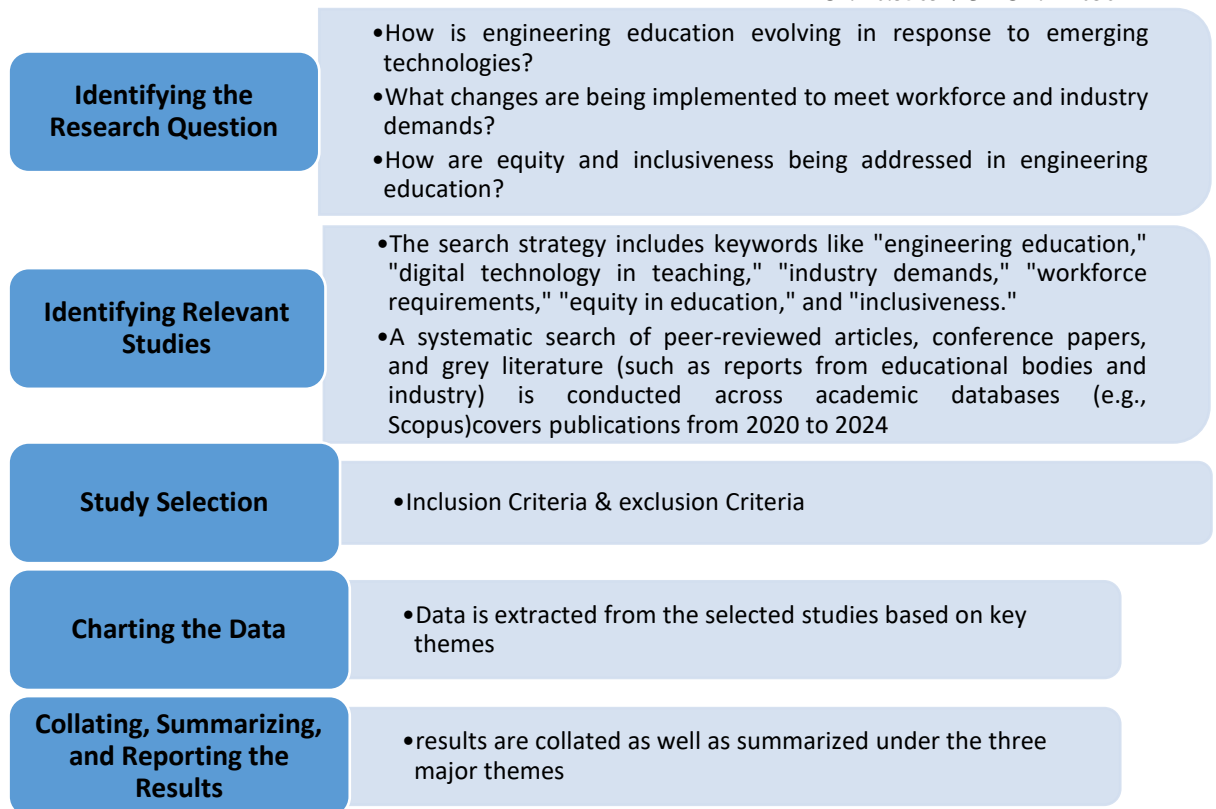 Identifying the
Research Question
•How is engineering education evolving in response to emerging
technologies?
•What changes are being implemented to meet workforce and industry
demands?
•How are equity and inclusiveness being addressed in engineering
education?
Identifying Relevant
Studies
•The search strategy includes keywords like "engineering education,"
"digital technology in teaching," "industry demands," "workforce
requirements," "equity in education," and "inclusiveness."
•A systematic search of peer-reviewed articles, conference papers,
and grey literature (such as reports from educational bodies and
industry) is conducted across academic databases (e.g.,
Scopus)covers publications from 2020 to 2024
Study Selection
•Inclusion Criteria & exclusion Criteria
Charting the Data
•Data is extracted from the selected studies based on key
themes
Collating, Summarizing,
and Reporting the
Results
•results are collated as well as summarized under the three
major themes